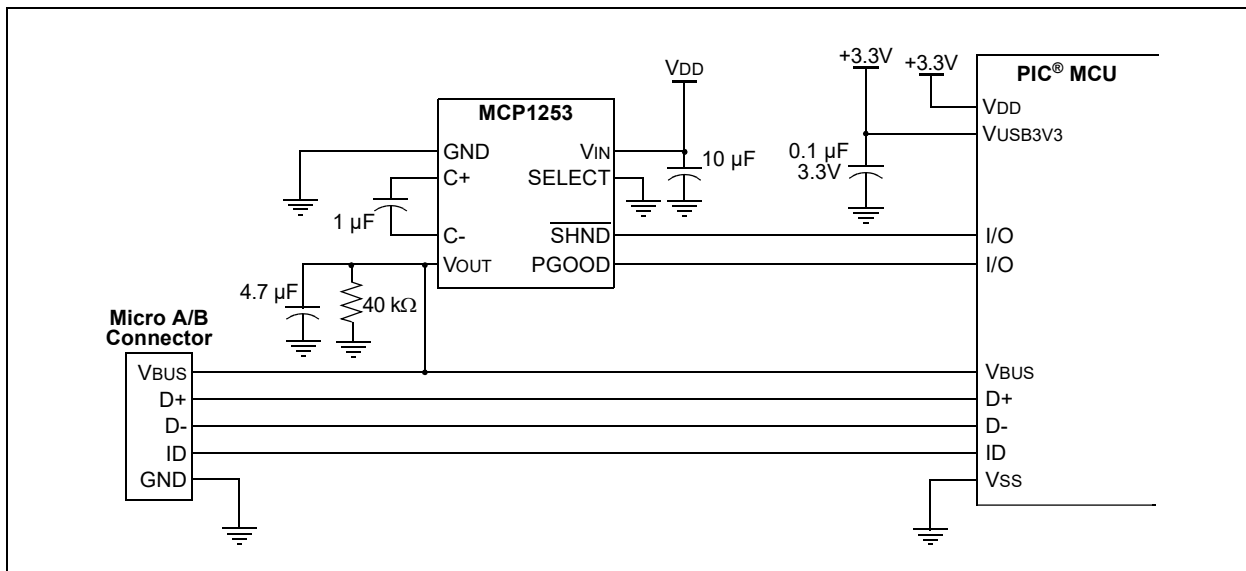 +3.3V
+3.3V
PIC® MCU
VDD
MCP1253
VDD
VUSB3V3
GND
VIN
10 µF
0.1 µF
3.3V
C+
SELECT
1 µF
C-
SHND
I/O
VOUT
PGOOD
I/O
4.7 µF
40 kΩ
Micro A/B
Connector
VBUS
VBUS
D+
D+
D-
D-
ID
ID
GND
VSS